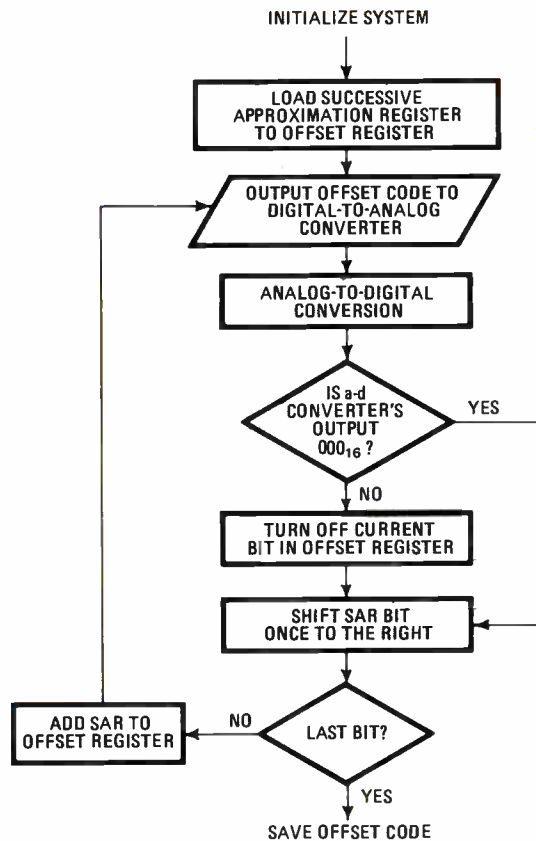 INITIALIZE SYSTEM
LOAD SUCCESSIVE
APPROXIMATION REGISTER
TO OFFSET REGISTER
OUTPUT OFFSET CODE TO
DIGITAL-TO-ANALOG
CONVERTER
ANALOG-TO-DIGITAL
CONVERSION
IS a-d
CONVERTER'S
OUTPUT
000₁₆ ?
YES
NO
TURN OFF CURRENT
BIT IN OFFSET REGISTER
SHIFT SAR BIT
ONCE TO THE RIGHT
LAST BIT?
NO
ADD SAR TO
OFFSET REGISTER
YES
SAVE OFFSET CODE